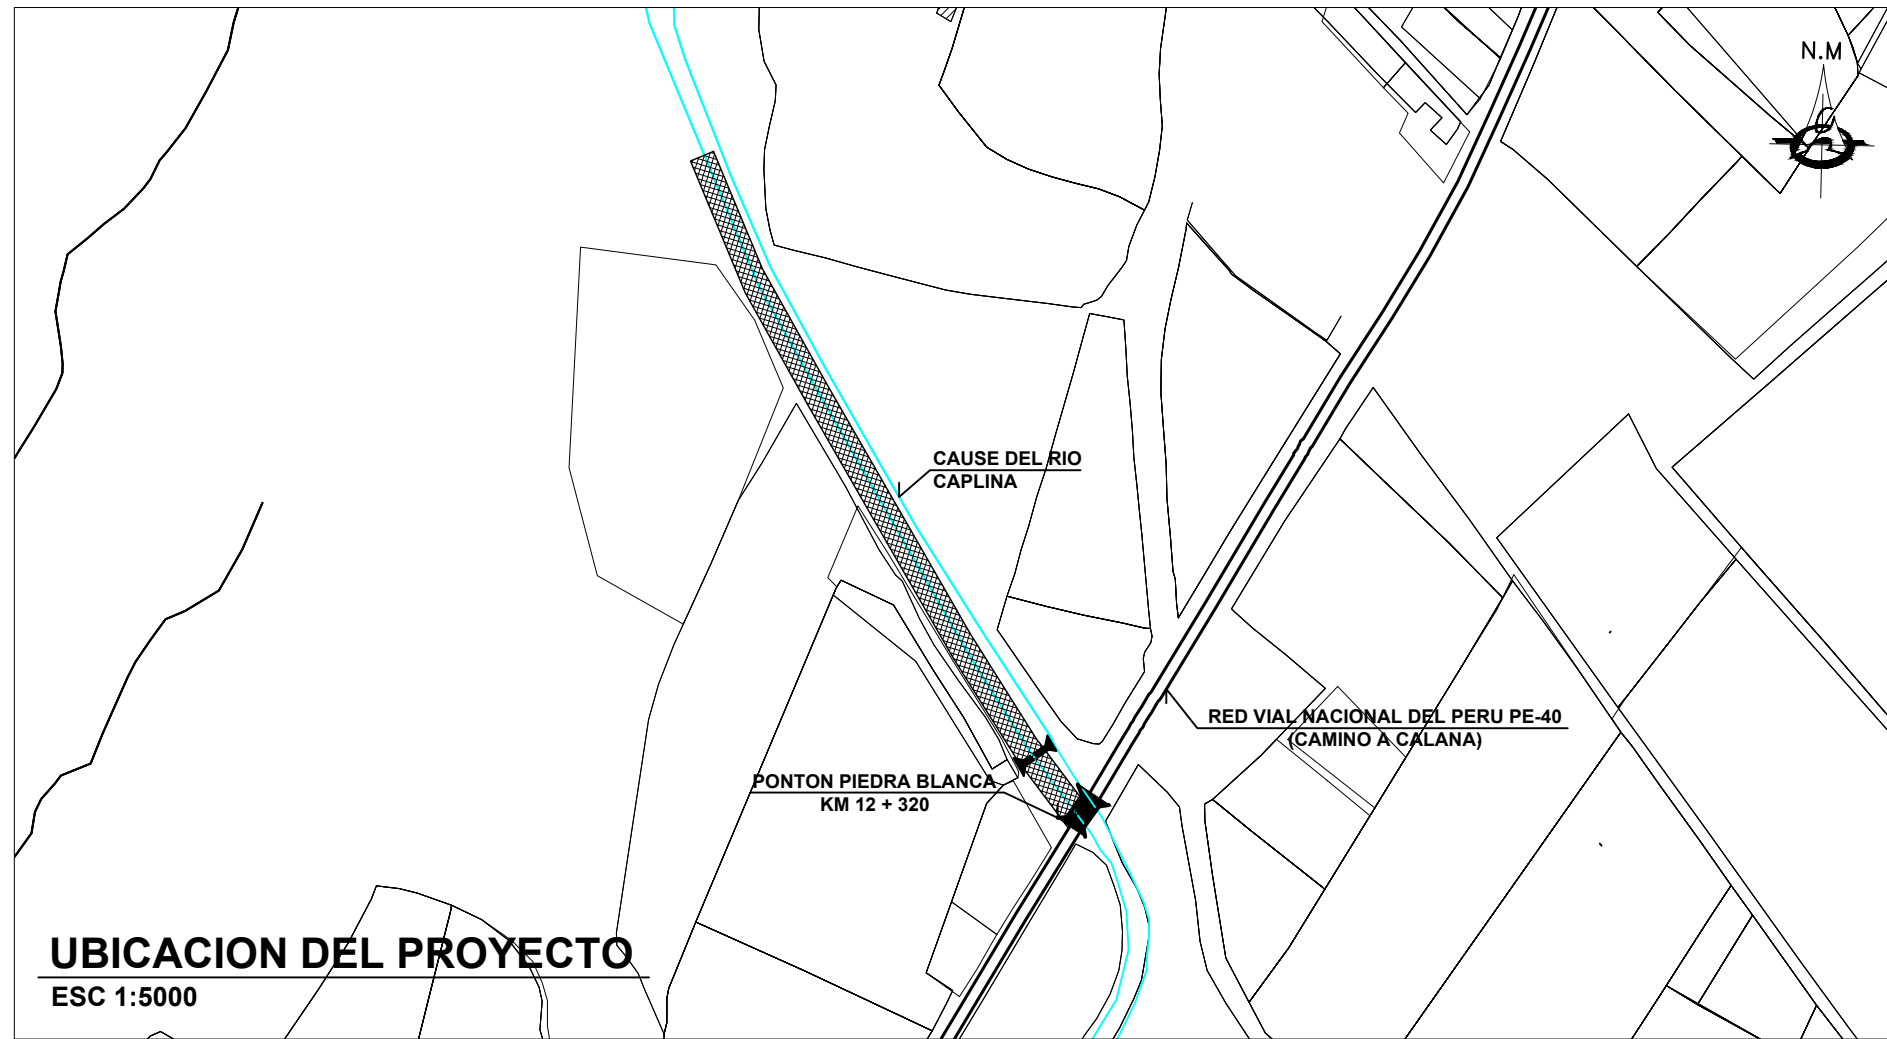 N.M
CAUSE DEL RIO
CAPLINA
RED VIAL NACIONAL DEL PERU PE-40
(CAMINO A CALANA)
PONTON PIEDRA BLANCA
KM 12 + 320
UBICACION DEL PROYECTO
ESC 1:5000